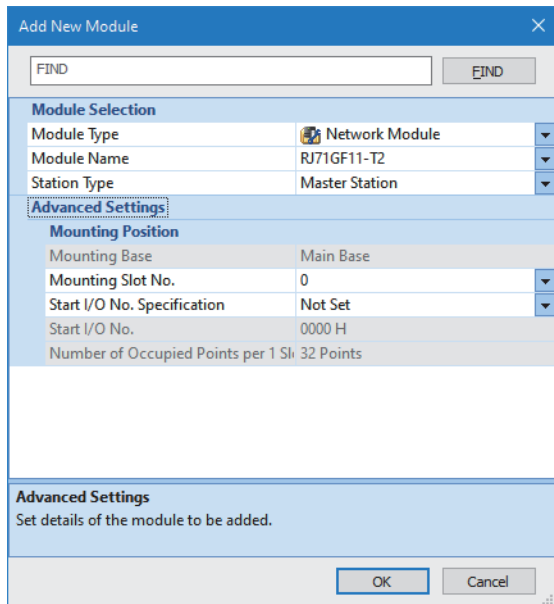 Add New Module
FIND
FIND
Module Selection
Module Type Network Module
Module Name RJ71GF11-T2
Station Type Master Station
Advanced Settings
Mounting Position
Mounting Base Main Base
Mounting Slot No. 0
Start I/O No. Specification Not Set
Start I/O No. 0000 H
Number of Occupied Points per 1 Sl 32 Points
Advanced Settings
Set details of the module to be added.
OK Cancel